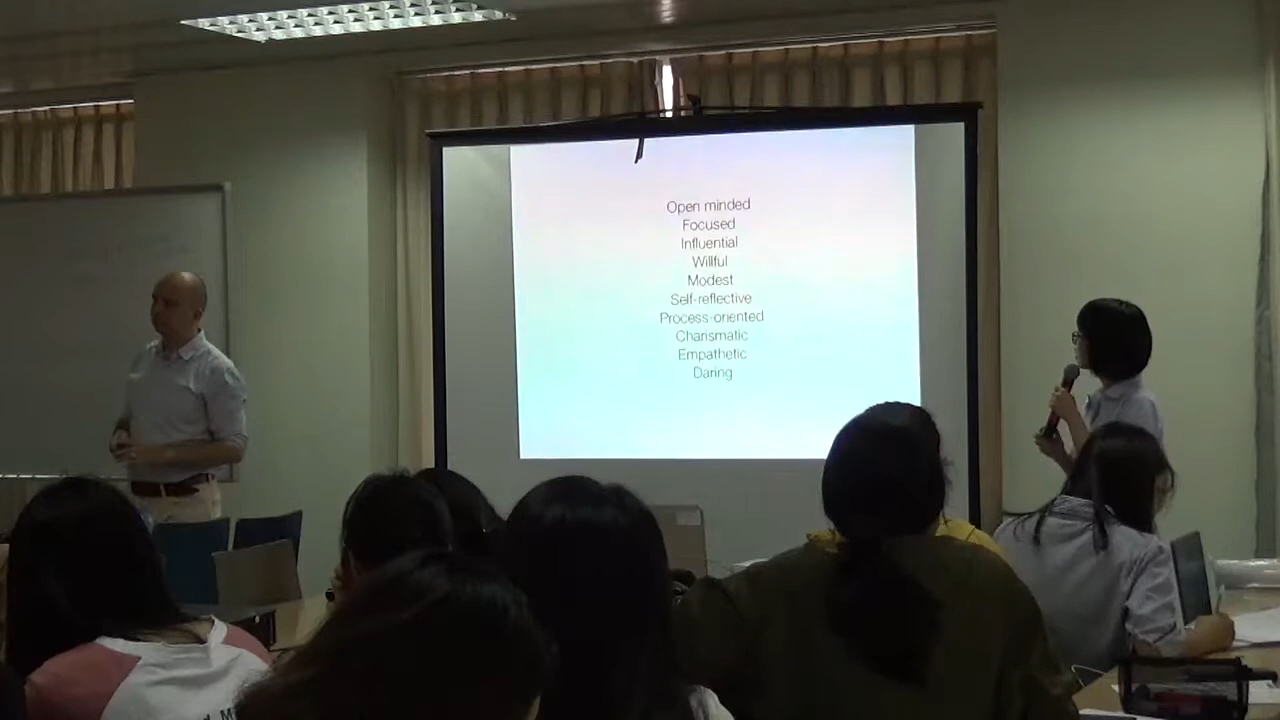 Open minded
Focused
Influential
Willful
Modest
Self-reflective
Process-oriented
Charismatic
Empathetic
Daring